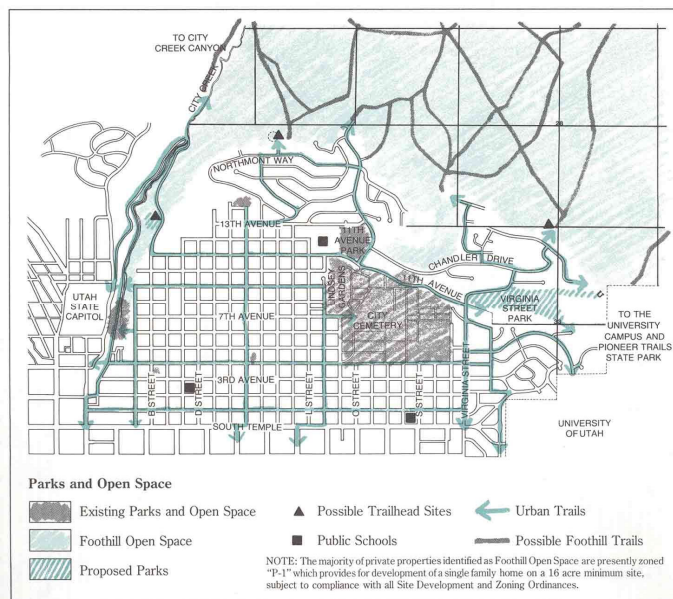 TO CITY
CREEK CANYON
CITY CREEK
NORTHMONT WAY
13TH AVENUE
11TH
AVENUE
PARK
CHANDLER DRIVE
11TH AVENUE
LINDSEY
GARDENS
UTAH
STATE
CAPITOL
7TH AVENUE
CITY
CEMETERY
VIRGINIA
STREET
PARK
TO THE
UNIVERSITY
CAMPUS AND
PIONEER TRAILS
STATE PARK
3RD AVENUE
B STREET
D STREET
L STREET
O STREET
S STREET
VIRGINIA STREET
SOUTH TEMPLE
UNIVERSITY
OF UTAH
Parks and Open Space
Existing Parks and Open Space
Possible Trailhead Sites
Urban Trails
Foothill Open Space
Public Schools
Possible Foothill Trails
Proposed Parks
NOTE: The majority of private properties identified as Foothill Open Space are presently zoned
"P-1" which provides for development of a single family home on a 16 acre minimum site,
subject to compliance with all Site Development and Zoning Ordinances.